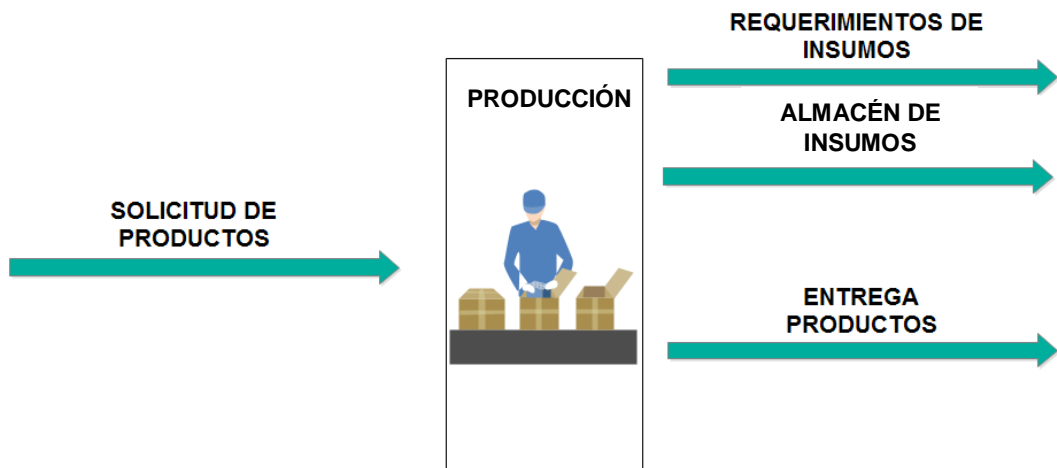 REQUERIMIENTOS DE
INSUMOS
PRODUCCIÓN
ALMACÉN DE
INSUMOS
SOLICITUD DE
PRODUCTOS
ENTREGA
PRODUCTOS